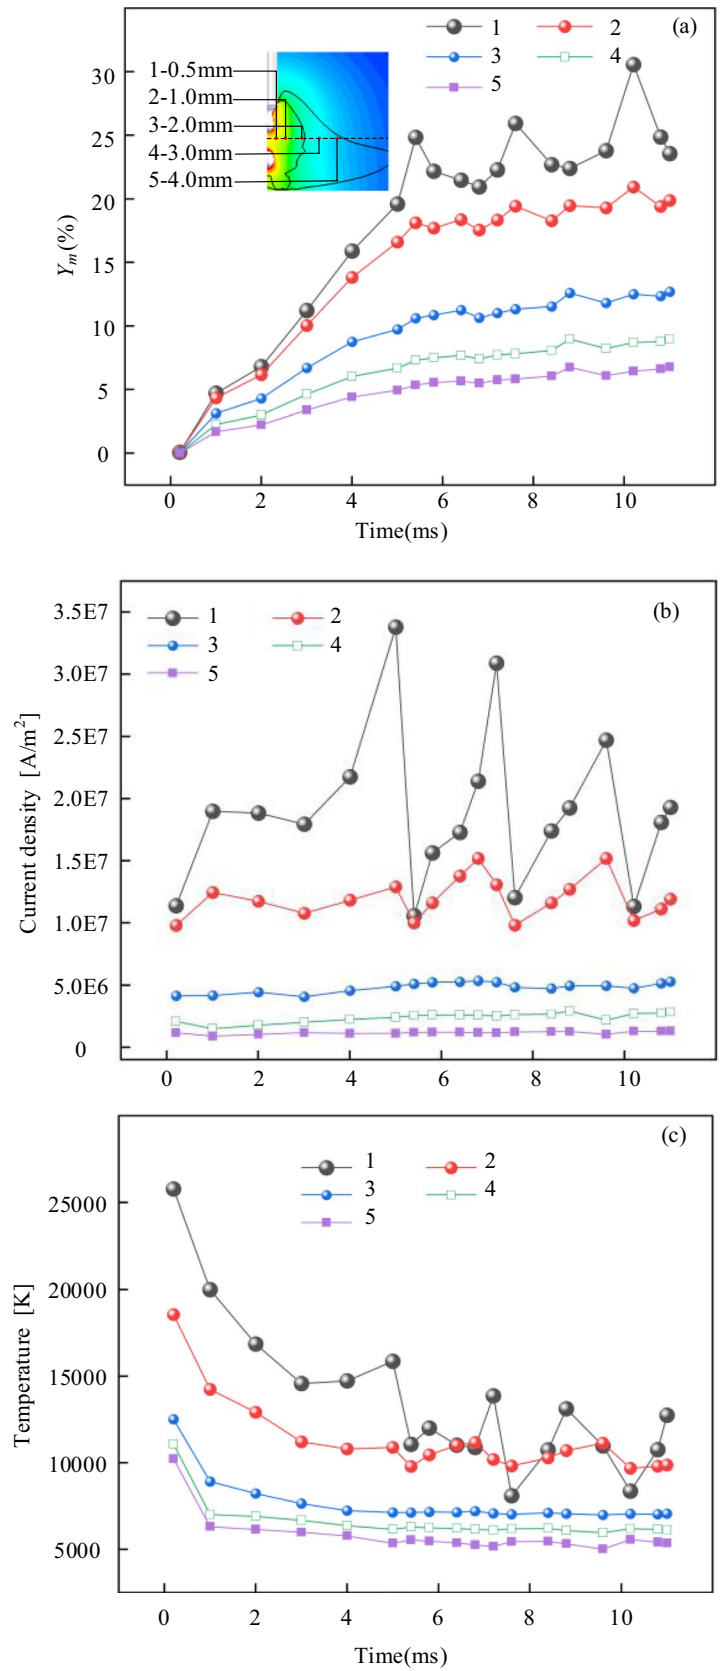 (a)
1 2
3 4
5
1-0.5mm
2-1.0mm
3-2.0mm
4-3.0mm
5-4.0mm
30
25
20
15
10
5
0
Yₘ(%)
0 2 4 6 8 10
Time(ms)
(b)
1 2
3 4
5
3.5E7
3.0E7
2.5E7
2.0E7
1.5E7
1.0E7
5.0E6
0
Current density [A/m²]
0 2 4 6 8 10
(c)
1 2
3 4
5
25000
20000
15000
10000
5000
Temperature [K]
0 2 4 6 8 10
Time(ms)